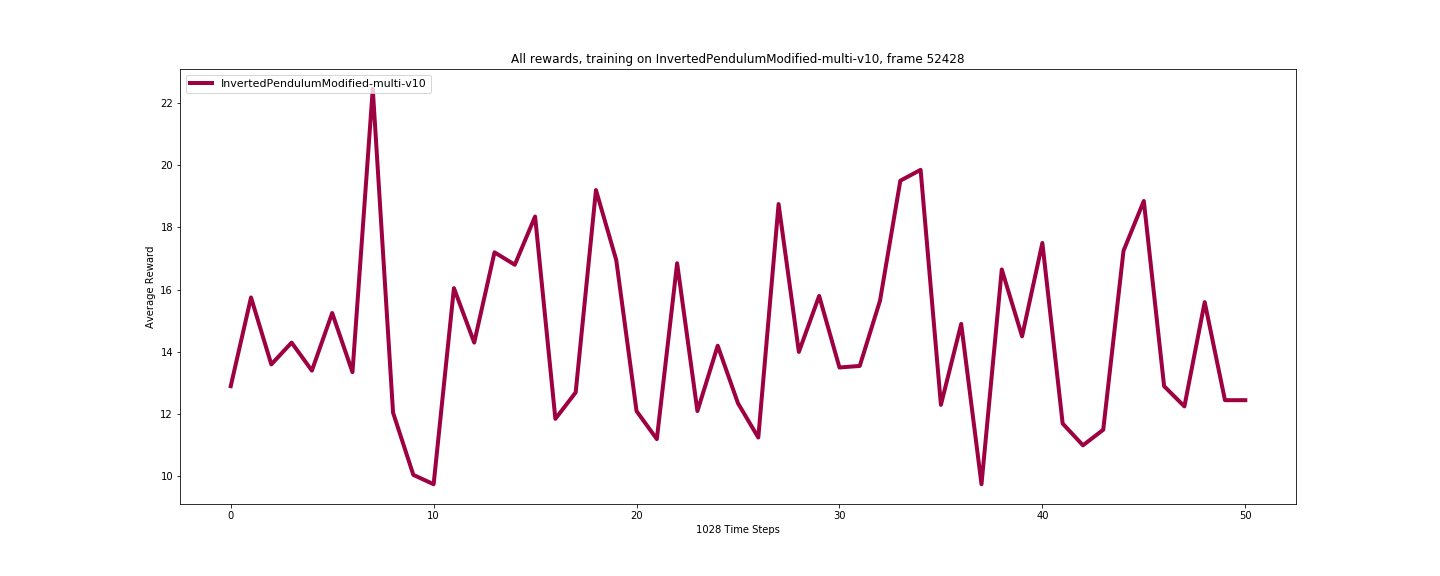 All rewards, training on InvertedPendulumModified-multi-v10, frame 52428
InvertedPendulumModified-multi-v10
Average Reward
22
20
18
16
14
12
10
0 10 20 30 40 50
1028 Time Steps